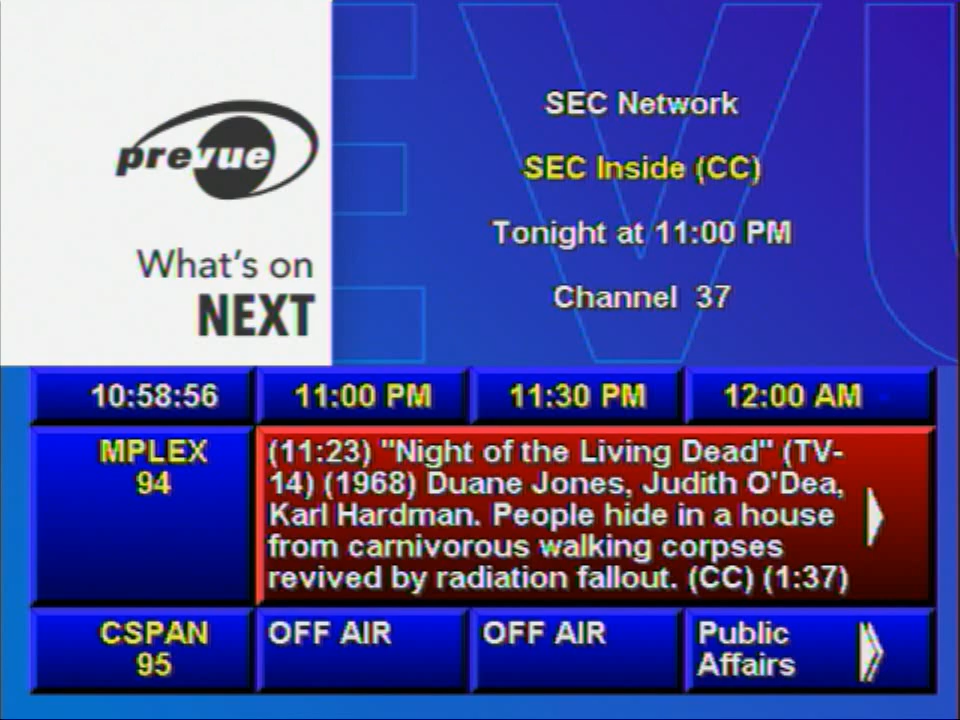 prevue
What's on
NEXT
SEC Network
SEC Inside (CC)
Tonight at 11:00 PM
Channel 37
10:58:56 11:00 PM 11:30 PM 12:00 AM
MPLEX
94
(11:23) "Night of the Living Dead" (TV-
14) (1968) Duane Jones, Judith O'Dea,
Karl Hardman. People hide in a house
from carnivorous walking corpses
revived by radiation fallout. (CC) (1:37)
CSPAN
95
OFF AIR
OFF AIR
Public
Affairs
EVU